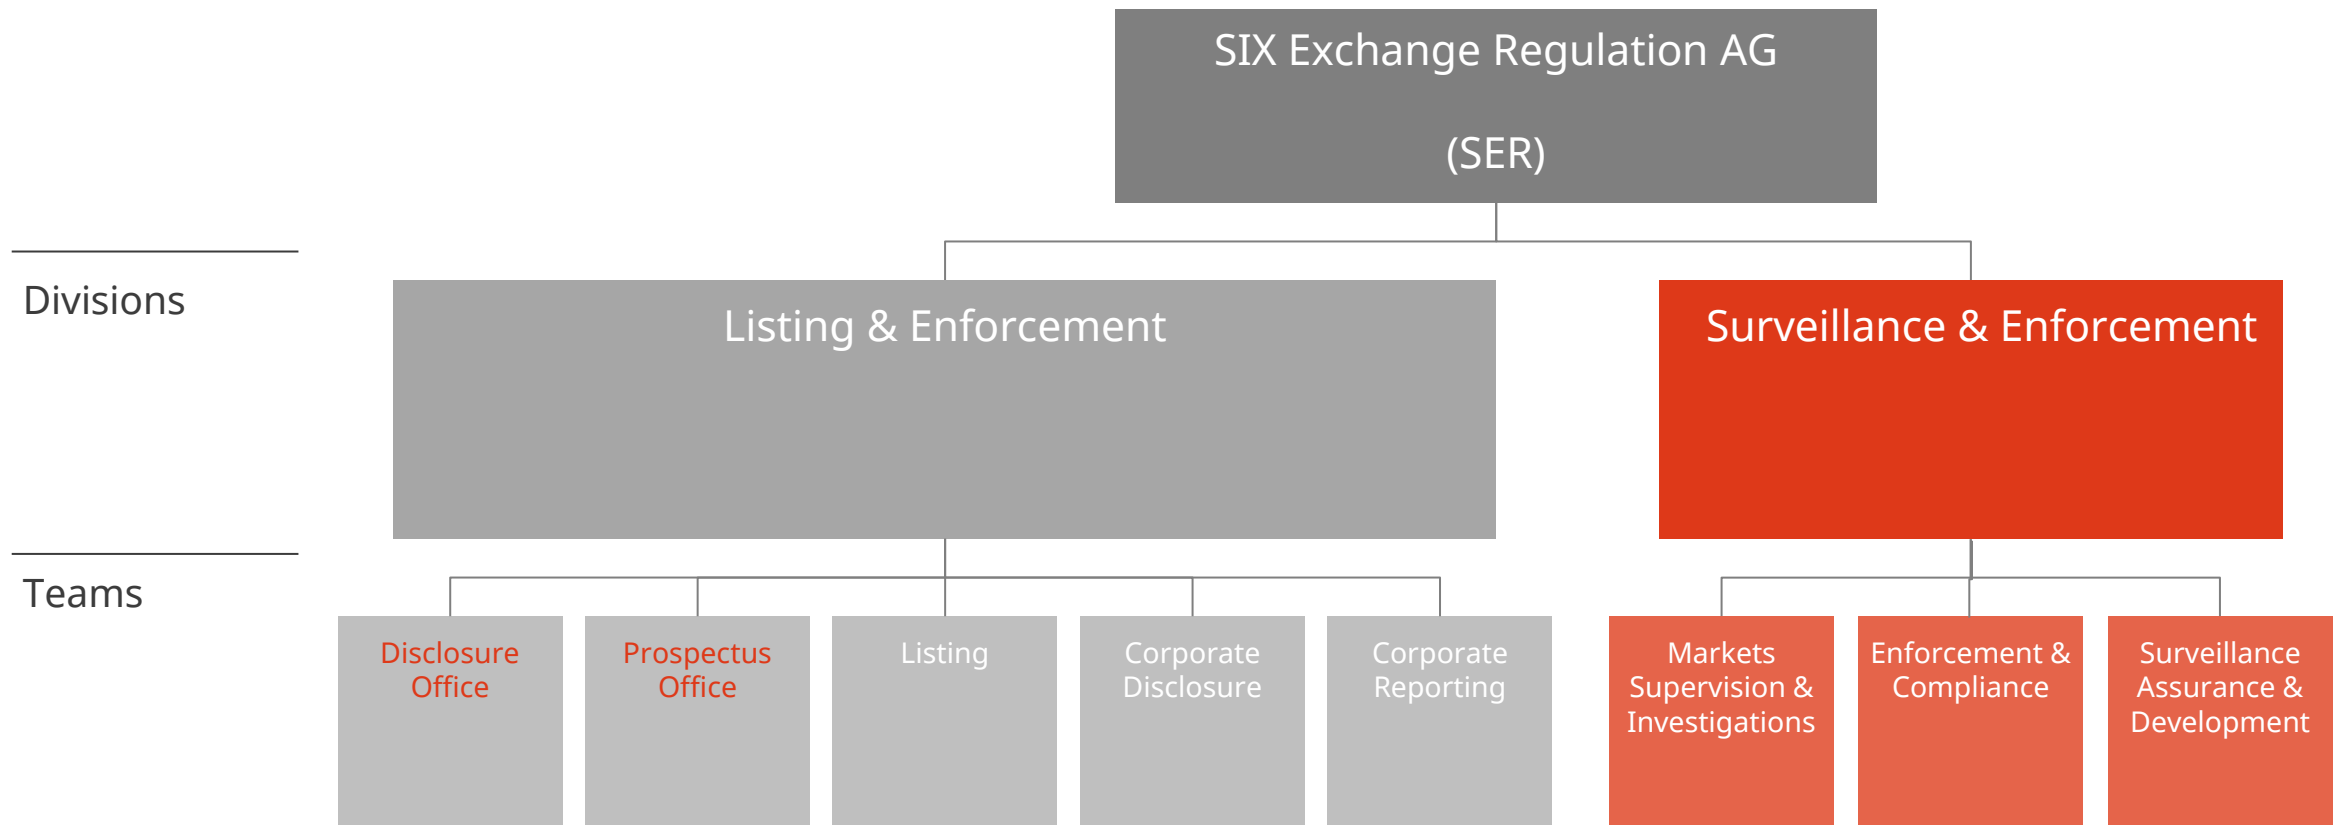 SIX Exchange Regulation AG
(SER)
Divisions
Listing & Enforcement
Surveillance & Enforcement
Teams
Disclosure
Office
Prospectus
Office
Listing
Corporate
Disclosure
Corporate
Reporting
Markets
Supervision &
Investigations
Enforcement &
Compliance
Surveillance
Assurance &
Development